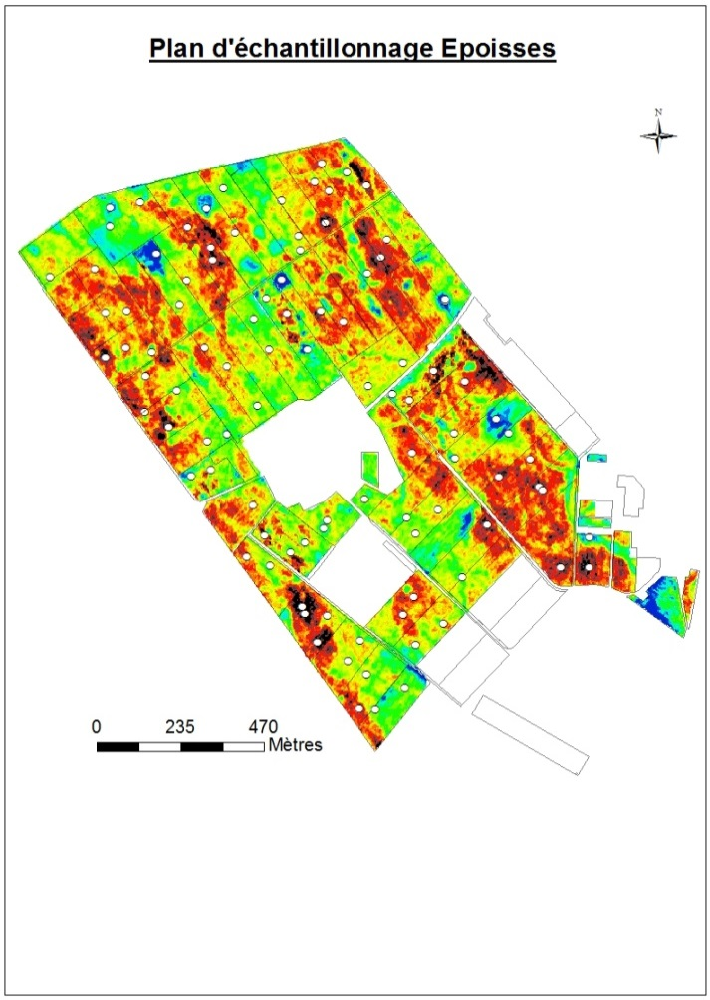 Plan d'échantillonnage Epoisses
N
0 235 470
Mètres